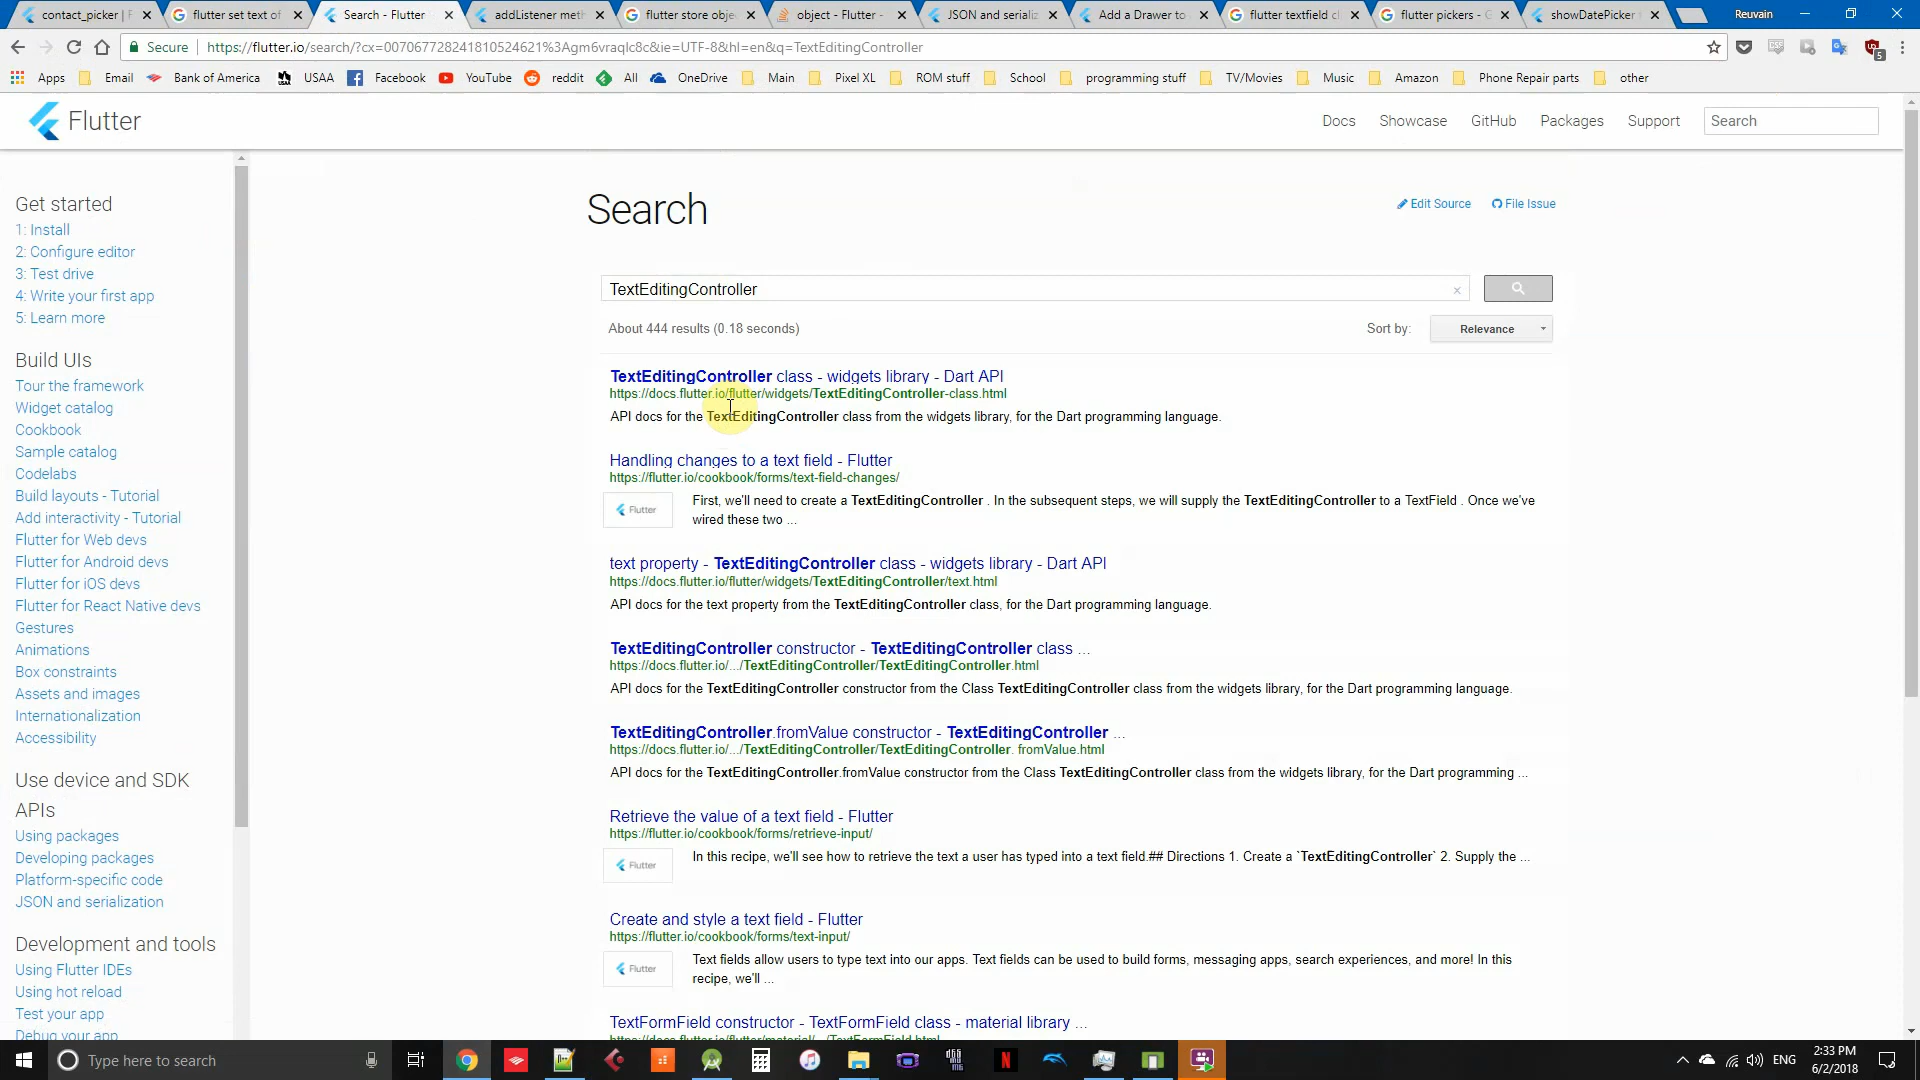 contact_picker | F
flutter set text of
Search - Flutter
addListener meth
flutter store obje
object - Flutter -
JSON and serializ
Add a Drawer to
flutter textfield cl
flutter pickers - G
showDatePicker
Reuvain
Secure
https://flutter.io/search/?cx=007067728241810524621%3Agm6vraqlc8c&ie=UTF-8&hl=en&q=TextEditingController
5
Apps
Email
Bank of America
USAA
Facebook
YouTube
reddit
All
OneDrive
Main
Pixel XL
ROM stuff
School
programming stuff
TV/Movies
Music
Amazon
Phone Repair parts
other
Flutter
Docs
Showcase
GitHub
Packages
Support
Search
Get started
1: Install
2: Configure editor
3: Test drive
4: Write your first app
5: Learn more
Build UIs
Tour the framework
Widget catalog
Cookbook
Sample catalog
Codelabs
Build layouts - Tutorial
Add interactivity - Tutorial
Flutter for Web devs
Flutter for Android devs
Flutter for iOS devs
Flutter for React Native devs
Gestures
Animations
Box constraints
Assets and images
Internationalization
Accessibility
Use device and SDK
APIs
Using packages
Developing packages
Platform-specific code
JSON and serialization
Development and tools
Using Flutter IDEs
Using hot reload
Test your app
Debug your app
Search
Edit Source
File Issue
TextEditingController
About 444 results (0.18 seconds)
Sort by:
Relevance
TextEditingController class - widgets library - Dart API
https://docs.flutter.io/flutter/widgets/TextEditingController-class.html
API docs for the TextEditingController class from the widgets library, for the Dart programming language.
Handling changes to a text field - Flutter
https://flutter.io/cookbook/forms/text-field-changes/
Flutter
First, we'll need to create a TextEditingController . In the subsequent steps, we will supply the TextEditingController to a TextField . Once we've
wired these two ...
text property - TextEditingController class - widgets library - Dart API
https://docs.flutter.io/flutter/widgets/TextEditingController/text.html
API docs for the text property from the TextEditingController class, for the Dart programming language.
TextEditingController constructor - TextEditingController class ...
https://docs.flutter.io/.../TextEditingController/TextEditingController.html
API docs for the TextEditingController constructor from the Class TextEditingController class from the widgets library, for the Dart programming language.
TextEditingController.fromValue constructor - TextEditingController ...
https://docs.flutter.io/.../TextEditingController/TextEditingController. fromValue.html
API docs for the TextEditingController.fromValue constructor from the Class TextEditingController class from the widgets library, for the Dart programming ...
Retrieve the value of a text field - Flutter
https://flutter.io/cookbook/forms/retrieve-input/
Flutter
In this recipe, we'll see how to retrieve the text a user has typed into a text field.## Directions 1. Create a `TextEditingController` 2. Supply the ...
Create and style a text field - Flutter
https://flutter.io/cookbook/forms/text-input/
Flutter
Text fields allow users to type text into our apps. Text fields can be used to build forms, messaging apps, search experiences, and more! In this
recipe, we'll ...
TextFormField constructor - TextFormField class - material library ...
https://docs.flutter.io/flutter/material/.../TextFormField.html
Type here to search
ENG
2:33 PM
6/2/2018